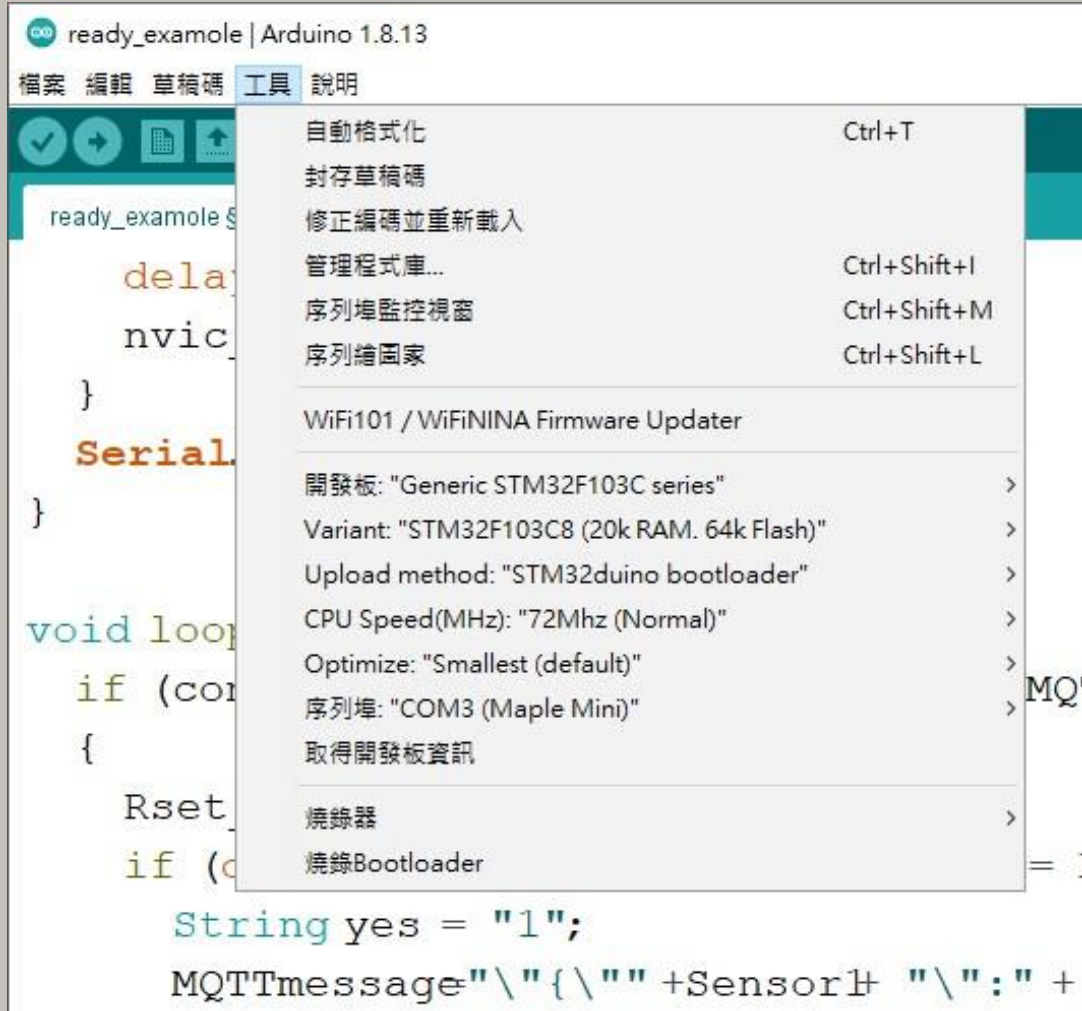 ready_examole | Arduino 1.8.13
檔案 編輯 草稿碼 工具 說明
自動格式化 Ctrl+T
封存草稿碼
ready_examole §
修正編碼並重新載入
管理程式庫... Ctrl+Shift+I
序列埠監控視窗 Ctrl+Shift+M
序列繪圖家 Ctrl+Shift+L
WiFi101 / WiFiNINA Firmware Updater
開發板: "Generic STM32F103C series"
Variant: "STM32F103C8 (20k RAM. 64k Flash)"
Upload method: "STM32duino bootloader"
CPU Speed(MHz): "72Mhz (Normal)"
Optimize: "Smallest (default)"
序列埠: "COM3 (Maple Mini)"
取得開發板資訊
燒錄器
燒錄Bootloader
nvic_
}
Serial.
}
void loop
if (con
{
Rset_
if (
=
String yes = "1";
MQTTmessage="\"{\"" +Sensor1+ "\":" +